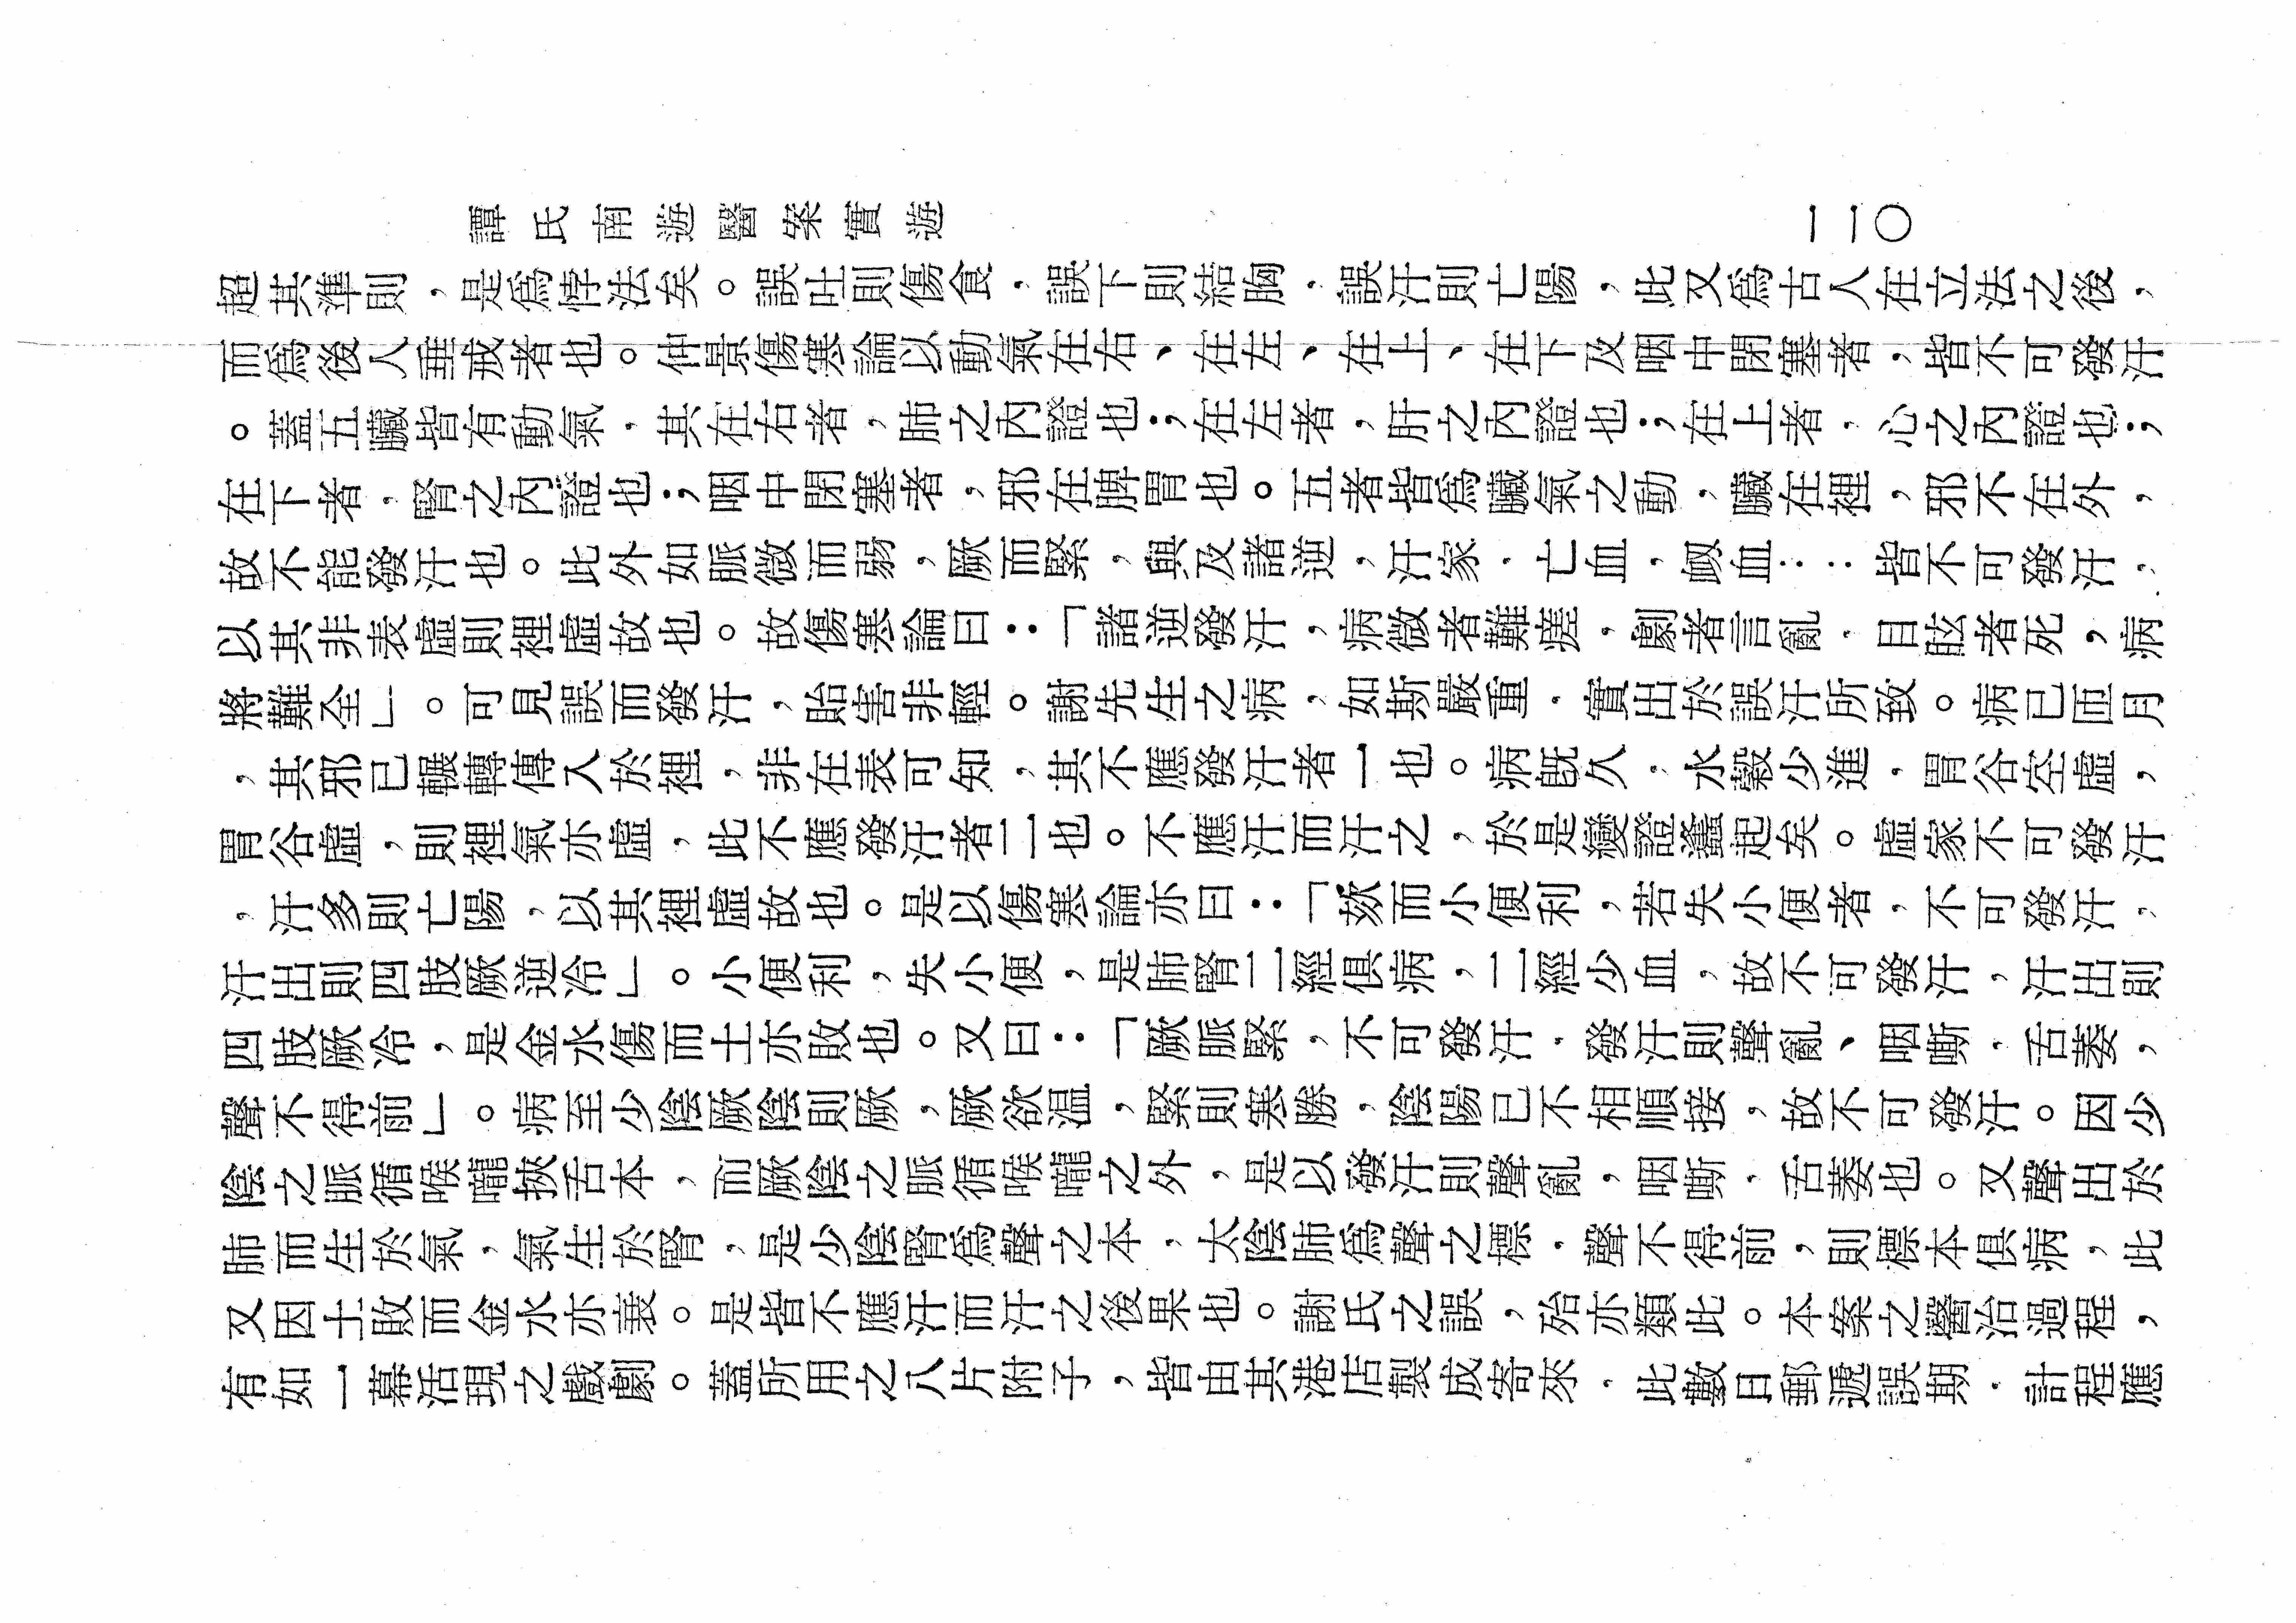 譚氏南遊醫案實遊
一二〇
超其準則，是爲悖法矣。誤吐則傷食，誤下則結胸，誤汗則亡陽，此又爲古人在立法之後，
而爲後人垂戒者也。仲景傷寒論以動氣在右、在左、在上、在下及咽中閉塞者，皆不可發汗
。蓋五臟皆有動氣，其在右者，肺之內證也；在左者，肝之內證也；在上者，心之內證也；
在下者，腎之內證也；咽中閉塞者，邪在脾胃也。五者皆爲臟氣之動，臟在裡，邪不在外，
故不能發汗也。此外如脈微而弱，厥而緊，與及諸逆，汗家，亡血，衂血：：皆不可發汗，
以其非表虛則裡虛故也。故傷寒論曰：「諸逆發汗，病微者難瘥，劇者言亂，目眩者死，病
將難全」。可見誤而發汗，貽害非輕。謝先生之病，如斯嚴重，實出於誤汗所致。病已匝月
，其邪已輾轉傳入於裡，非在表可知，其不應發汗者一也。病旣久，水穀少進，胃谷空虛，
胃谷虛，則裡氣亦虛，此不應發汗者二也。不應汗而汗之，於是變證蠭起矣。虛家不可發汗
，汗多則亡陽，以其裡虛故也。是以傷寒論亦曰：「欬而小便利，若失小便者，不可發汗，
汗出則四肢厥逆冷」。小便利，失小便，是肺腎二經俱病，二經少血，故不可發汗，汗出則
四肢厥冷，是金水傷而土亦敗也。又曰：「厥脈緊，不可發汗，發汗則聲亂、咽嘶，舌萎，
聲不得前」。病至少陰厥陰則厥，厥欲温，緊則寒勝，陰陽已不相順接，故不可發汗。因少
陰之脈循喉嚨挾舌本，而厥陰之脈循喉嚨之外，是以發汗則聲亂，咽嘶，舌萎也。又聲出於
肺而生於氣，氣生於腎，是少陰腎爲聲之本，太陰肺爲聲之標，聲不得前，則標本俱病，此
又因土敗而金水亦衰。是皆不應汗而汗之後果也。謝氏之誤，殆亦類此。本案之醫治過程，
有如一幕活現之戲劇。蓋所用之八片附子，皆由其港店製成寄來，此數日郵遞誤期，計程應